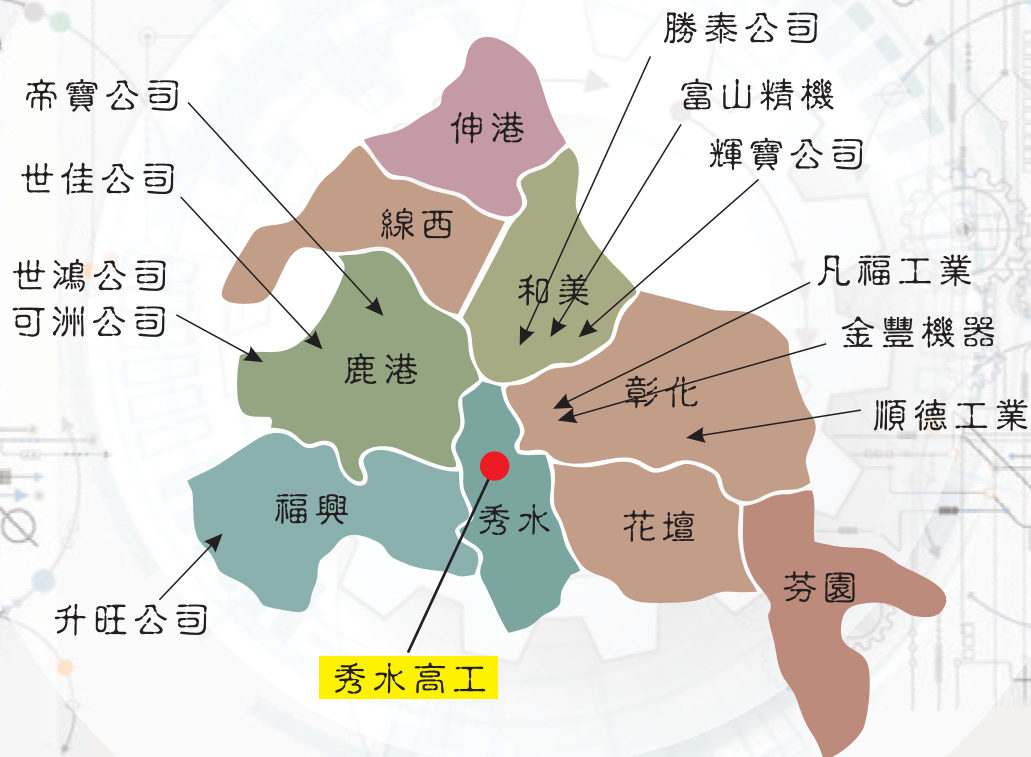 勝泰公司
帝寶公司
富山精機
伸港
輝寶公司
世佳公司
線西
世鴻公司
可洲公司
和美
凡福工業
金豐機器
鹿港
彰化
順德工業
福興
秀水
花壇
芬園
升旺公司
秀水高工